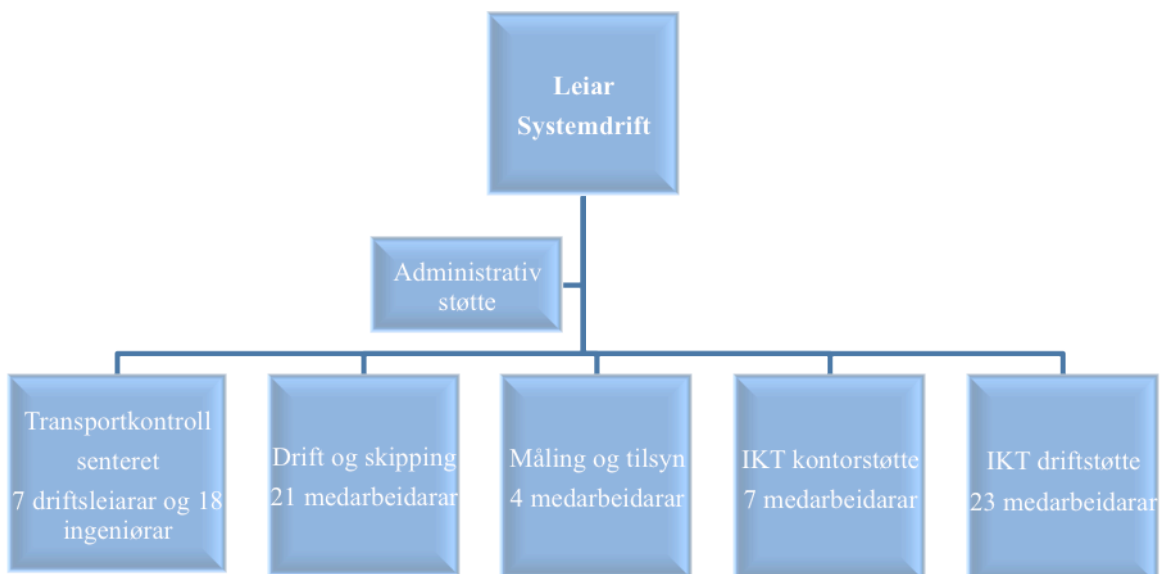 Leiar
Systemdrift
Administrativ
støtte
Transportkontroll
senteret
7 driftsleiarar og 18
ingeniørar
Drift og skipping
21 medarbeidarar
Måling og tilsyn
4 medarbeidarar
IKT kontorstøtte
7 medarbeidarar
IKT driftstøtte
23 medarbeidarar